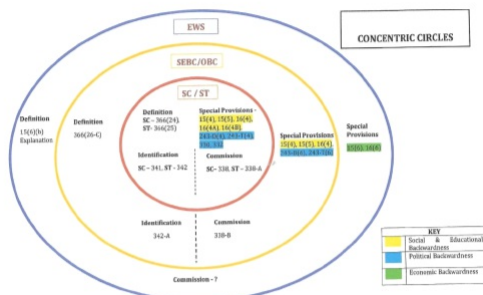 EWS
CONCENTRIC CIRCLES
SEBC/OBC
SC / ST
Definition
15(6)(b)
Explanation
Definition
366(26-C)
Definition
SC - 366(24),
ST- 366(25)
Special Provisions -
15(4), 15(5), 16(4),
16(4A), 16(4B),
243-D(4), 243-T(4),
330, 332
Identification
SC - 341, ST - 342
Commission
SC- 338, ST - 338-A
Special Provisions
15(4), 15(5), 16(4)
243-D(6), 243-T(6)
Special
Provisions
15(6), 16(6)
Identification
342-A
Commission
338-B
Commission - ?
KEY
Social & Educational
Backwardness
Political Backwardness
Economic Backwardness